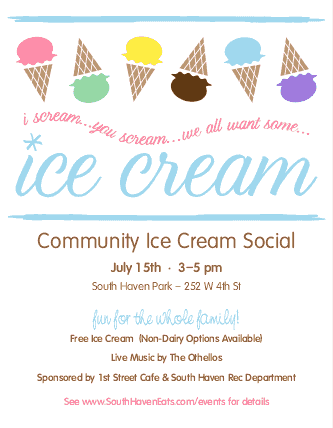 i scream...you scream...we all want some...
ice cream
Community Ice Cream Social
July 15th · 3–5 pm
South Haven Park – 252 W 4th St
fun for the whole family!
Free Ice Cream (Non-Dairy Options Available)
Live Music by The Othellos
Sponsored by 1st Street Cafe & South Haven Rec Department
See www.SouthHavenEats.com/events for details